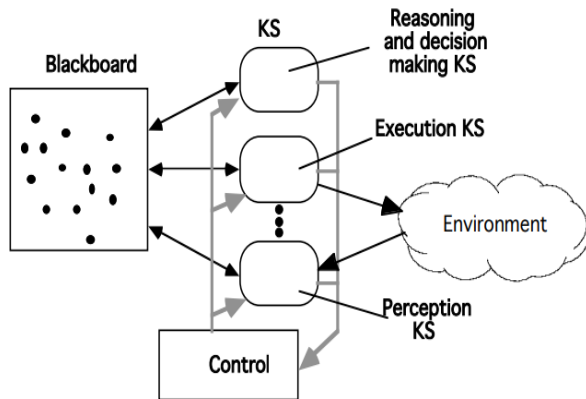 KS
Reasoning
and decision
making KS
Blackboard
Execution KS
Environment
Perception
KS
Control